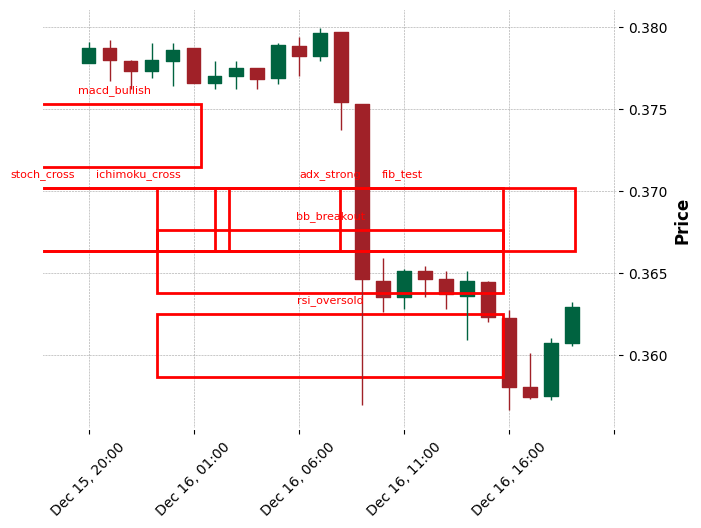 0.380
macd_bullish
0.375
stoch_cross ichimoku_cross adx_strong fib_test
0.370
bb_breakout
0.365
rsi_oversold
0.360
Price
Dec 15, 20:00
Dec 16, 01:00
Dec 16, 06:00
Dec 16, 11:00
Dec 16, 16:00